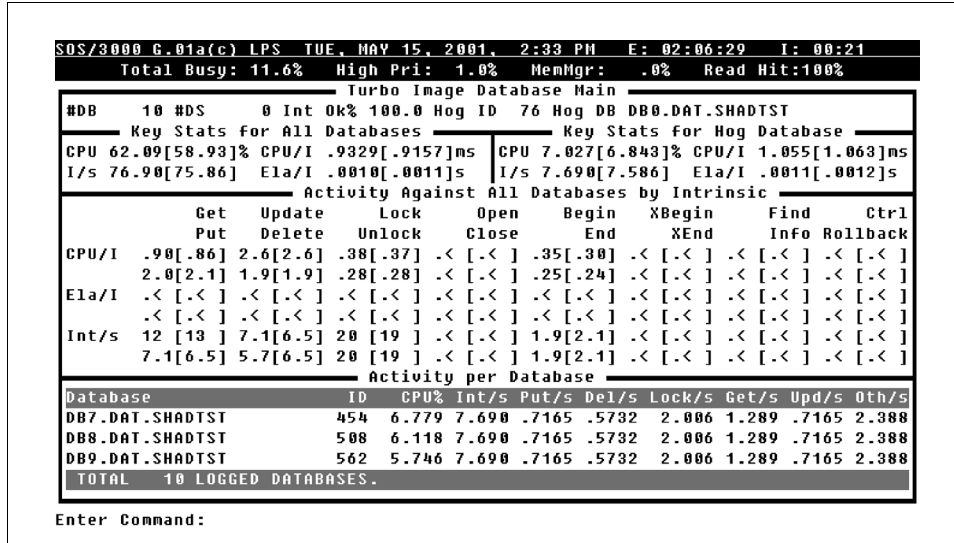 SOS/3000 G.01a(c) LPS TUE, MAY 15, 2001, 2:33 PM E: 02:06:29 I: 00:21
Total Busy: 11.6% High Pri: 1.0% MemMgr: .0% Read Hit:100%
Turbo Image Database Main
#DB 10 #DS 0 Int Ok% 100.0 Hog ID 76 Hog DB DB0.DAT.SHADTST
Key Stats for All Databases Key Stats for Hog Database
CPU 62.09[58.93]% CPU/I .9329[.9157]ms CPU 7.027[6.843]% CPU/I 1.055[1.063]ms
I/s 76.90[75.86] Ela/I .0010[.0011]s I/s 7.690[7.586] Ela/I .0011[.0012]s
Activity Against All Databases by Intrinsic
Get Update Lock Open Begin XBegin Find Ctrl
Put Delete Unlock Close End XEnd Info Rollback
CPU/I .90[.86] 2.6[2.6] .38[.37] .< [.< ] .35[.30] .< [.< ] .< [.< ] .< [.< ]
2.0[2.1] 1.9[1.9] .28[.28] .< [.< ] .25[.24] .< [.< ] .< [.< ] .< [.< ]
Ela/I .< [.< ] .< [.< ] .< [.< ] .< [.< ] .< [.< ] .< [.< ] .< [.< ] .< [.< ]
.< [.< ] .< [.< ] .< [.< ] .< [.< ] .< [.< ] .< [.< ] .< [.< ] .< [.< ]
Int/s 12 [13 ] 7.1[6.5] 20 [19 ] .< [.< ] 1.9[2.1] .< [.< ] .< [.< ] .< [.< ]
7.1[6.5] 5.7[6.5] 20 [19 ] .< [.< ] 1.9[2.1] .< [.< ] .< [.< ] .< [.< ]
Activity per Database
Database ID CPU% Int/s Put/s Del/s Lock/s Get/s Upd/s Oth/s
DB7.DAT.SHADTST 454 6.779 7.690 .7165 .5732 2.006 1.289 .7165 2.388
DB8.DAT.SHADTST 508 6.118 7.690 .7165 .5732 2.006 1.289 .7165 2.388
DB9.DAT.SHADTST 562 5.746 7.690 .7165 .5732 2.006 1.289 .7165 2.388
TOTAL 10 LOGGED DATABASES.
Enter Command: